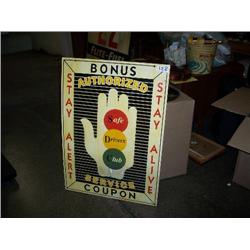 BONUS
AUTHORIZED
STAY ALERT
Safe
Drivers
Club
STAY ALIVE
SERVICE
COUPON